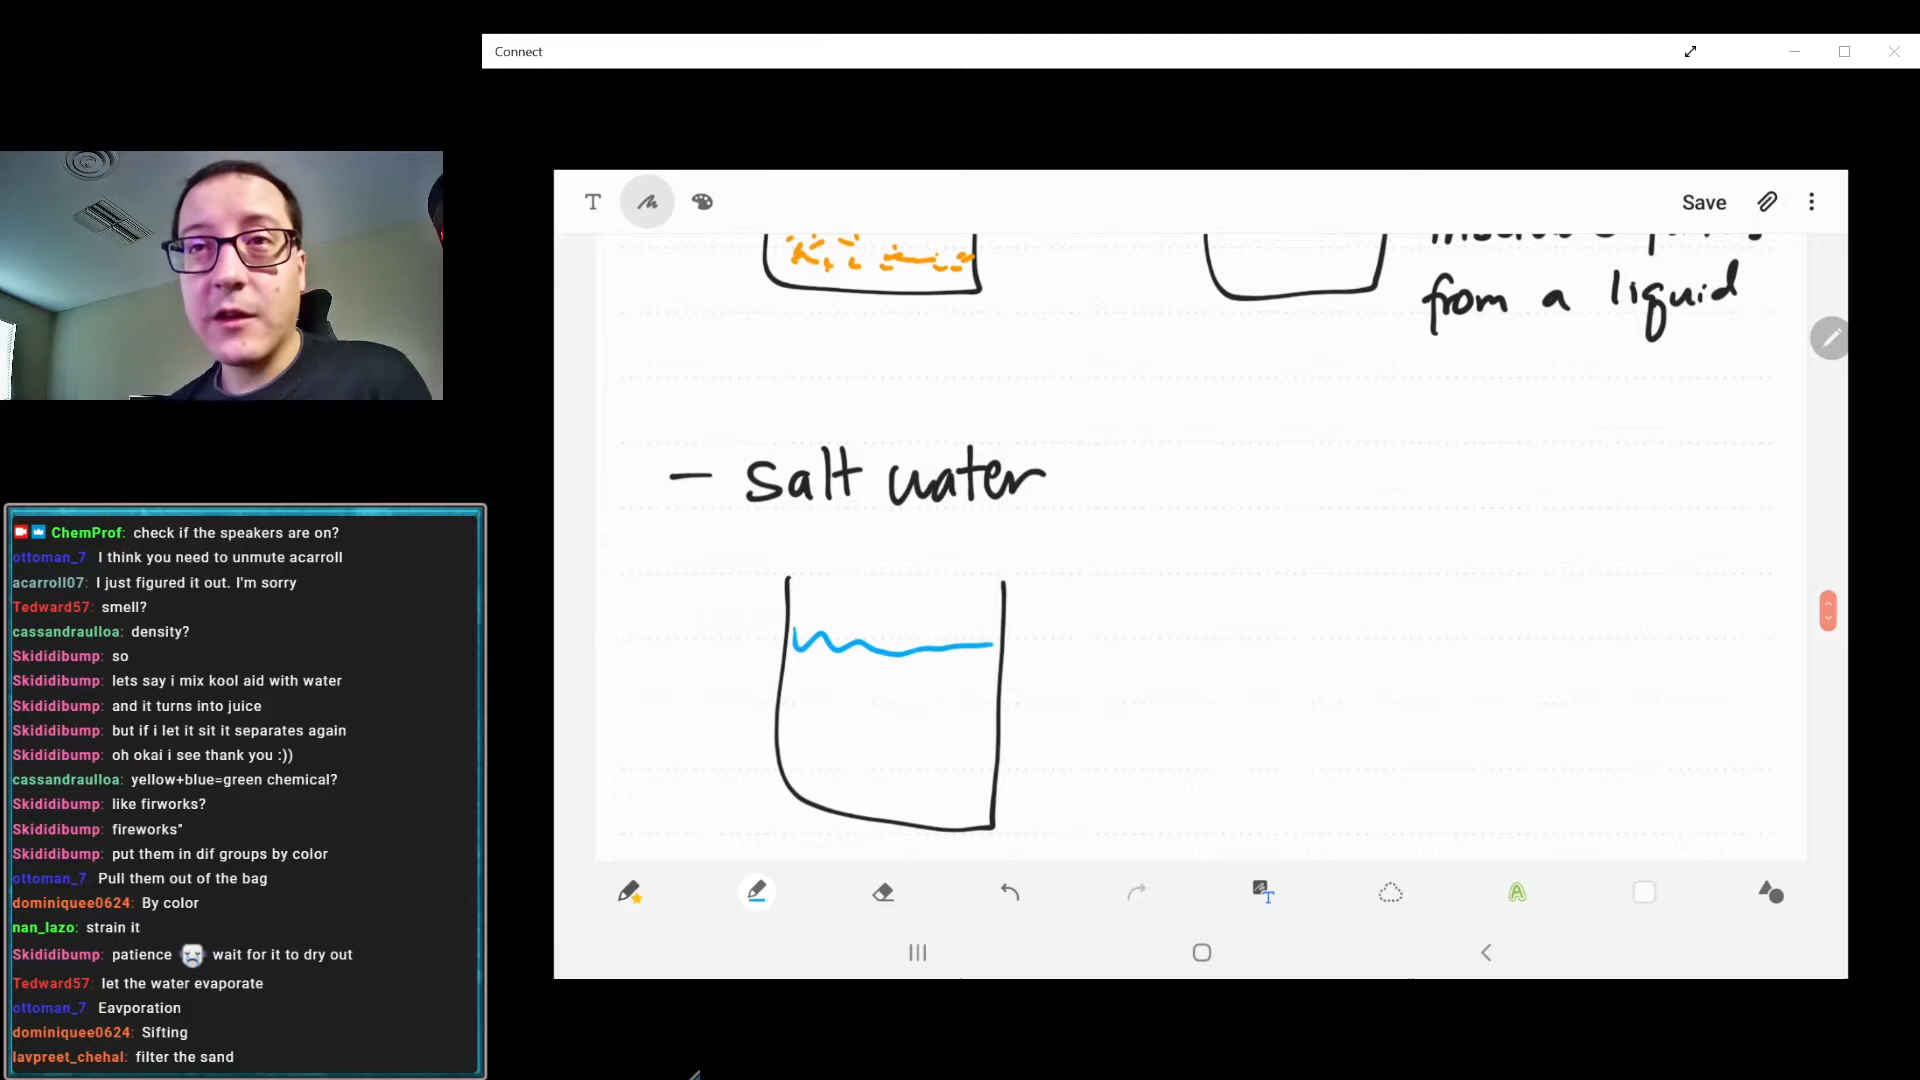 Connect
T
Save
from a liquid
– salt water
ChemProf: check if the speakers are on?
ottoman_7 I think you need to unmute acarroll
acarroll07: I just figured it out. I'm sorry
Tedward57: smell?
cassandraulloa: density?
Skididibump: so
Skididibump: lets say i mix kool aid with water
Skididibump: and it turns into juice
Skididibump: but if i let it sit it separates again
Skididibump: oh okai i see thank you :))
cassandraulloa: yellow+blue=green chemical?
Skididibump: like firworks?
Skididibump: fireworks"
Skididibump: put them in dif groups by color
ottoman_7 Pull them out of the bag
dominiquee0624: By color
nan_lazo: strain it
Skididibump: patience wait for it to dry out
Tedward57: let the water evaporate
ottoman_7 Eavporation
dominiquee0624: Sifting
lavpreet_chehal: filter the sand